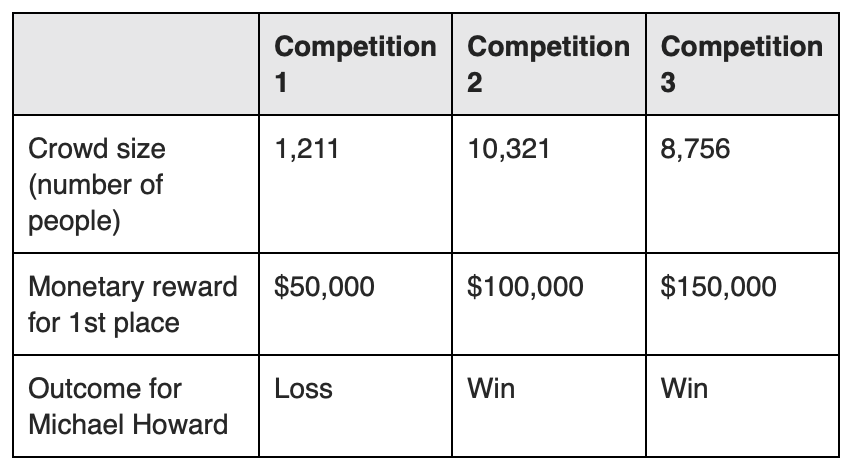 Competition
1
Competition
2
Competition
3
Crowd size
(number of
people)
1,211
10,321
8,756
Monetary reward
for 1st place
$50,000
$100,000
$150,000
Outcome for
Michael Howard
Loss
Win
Win